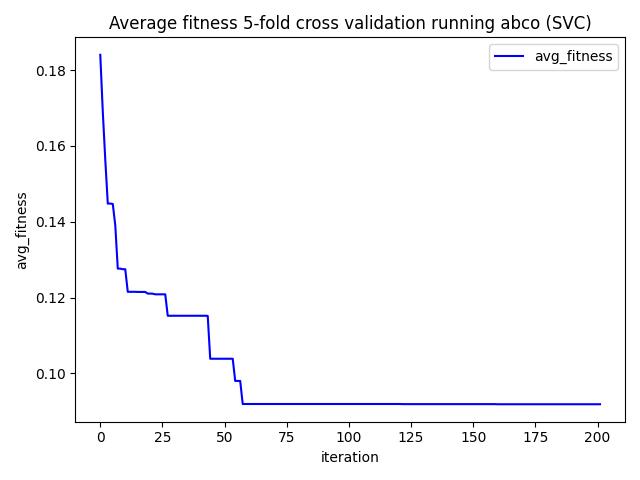 Average fitness 5-fold cross validation running abco (SVC)
avg_fitness
0.18
0.16
0.14
0.12
0.10
avg_fitness
0 25 50 75 100 125 150 175 200
iteration